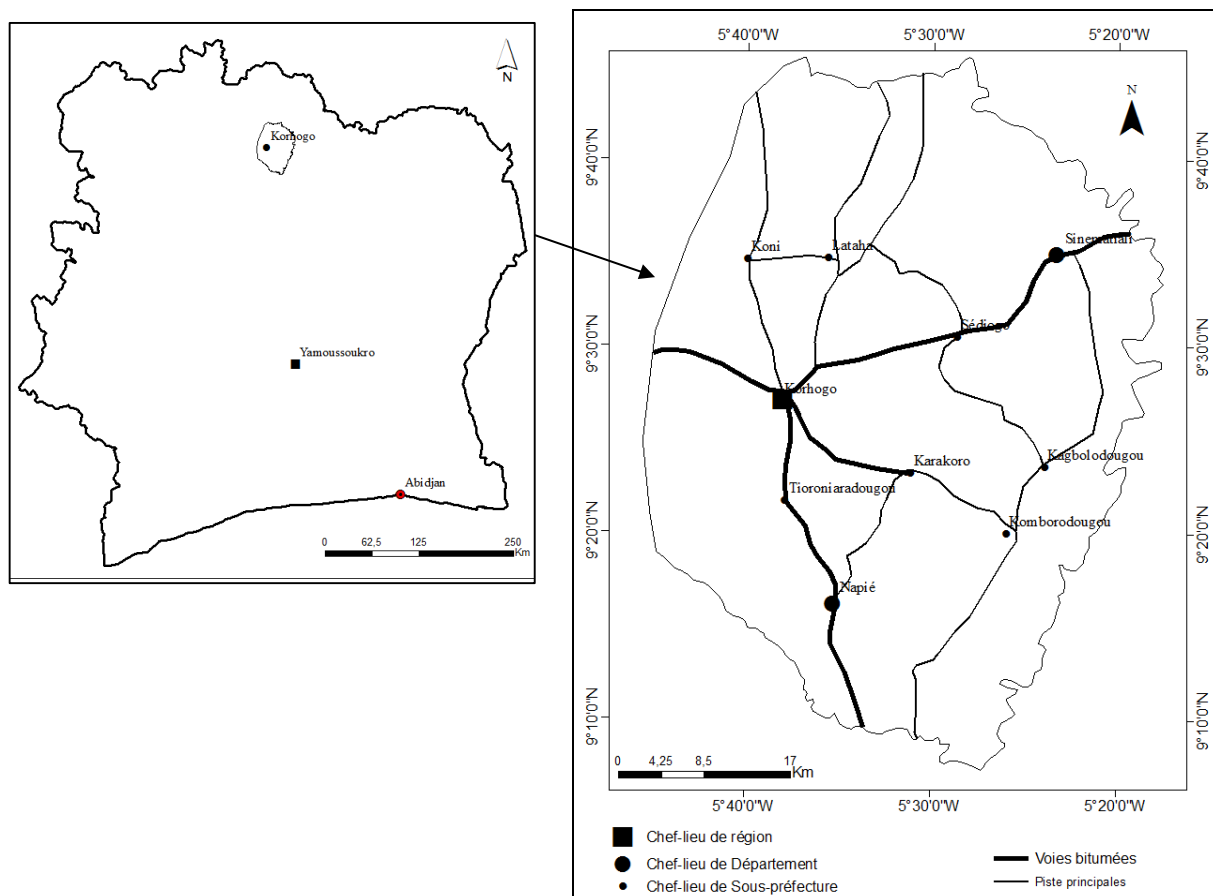 N
Korhogo
Yamoussoukro
Abidjan
0 62,5 125 250
Km
5°40'0"W 5°30'0"W 5°20'0"W
N
9°40'0"N 9°40'0"N
Sinematiali
Koni Lataha
Sédiogo
9°30'0"N 9°30'0"N
Korhogo
Karakoro Kagbolodougou
Tioroniaradougou
Komborodougou
9°20'0"N 9°20'0"N
Napié
9°10'0"N 9°10'0"N
0 4,25 8,5 17
Km
5°40'0"W 5°30'0"W 5°20'0"W
Chef-lieu de région
Chef-lieu de Département Voies bitumées
Chef-lieu de Sous-préfecture Piste principales